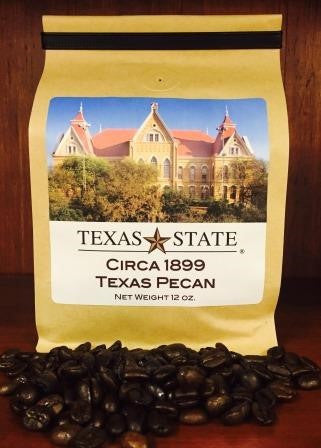 TEXAS STATE
®
CIRCA 1899
TEXAS PECAN
NET WEIGHT 12 OZ.